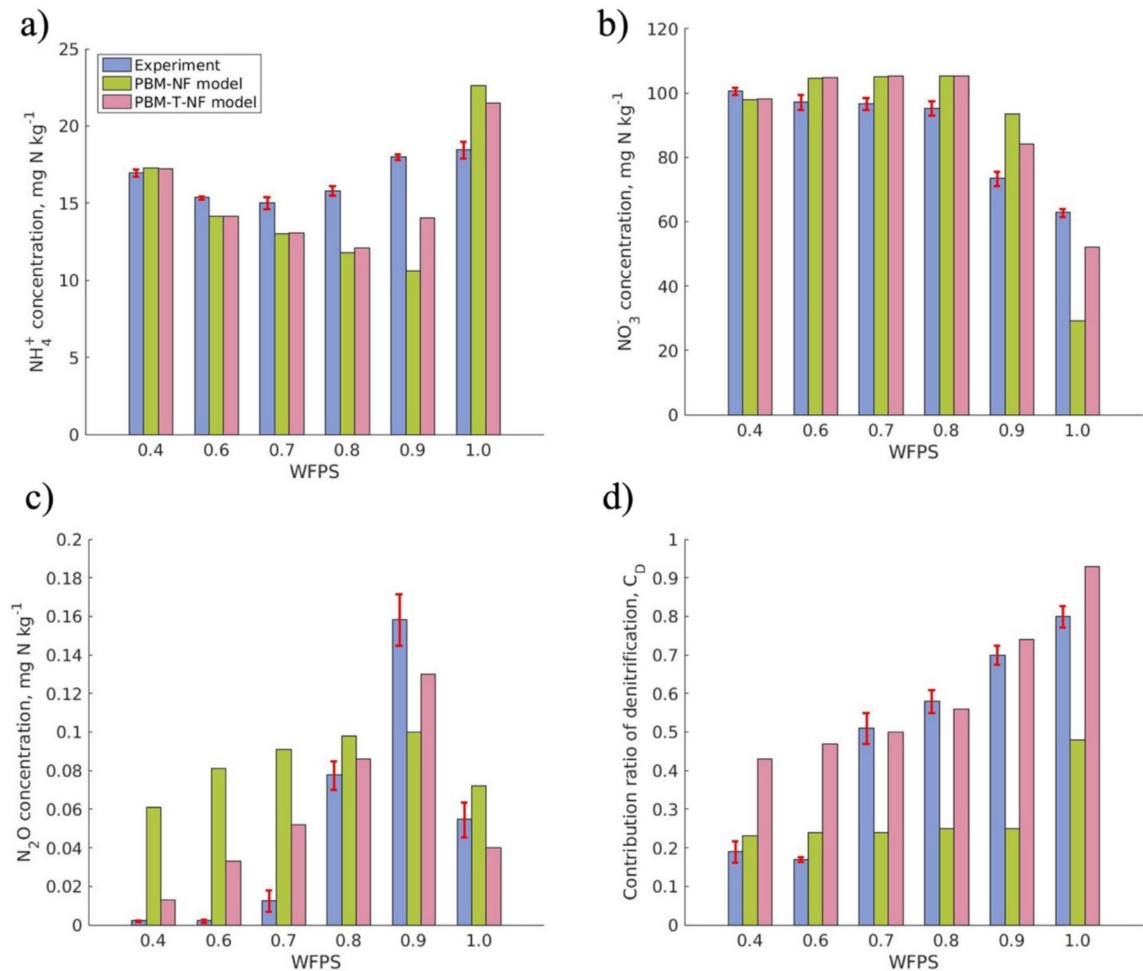 a)
NH₄⁺ concentration, mg N kg⁻¹
25
20
15
10
5
0
Experiment
PBM-NF model
PBM-T-NF model
0.4 0.6 0.7 0.8 0.9 1.0
WFPS
b)
NO₃⁻ concentration, mg N kg⁻¹
120
100
80
60
40
20
0
0.4 0.6 0.7 0.8 0.9 1.0
WFPS
c)
N₂O concentration, mg N kg⁻¹
0.2
0.18
0.16
0.14
0.12
0.1
0.08
0.06
0.04
0.02
0
0.4 0.6 0.7 0.8 0.9 1.0
WFPS
d)
Contribution ratio of denitrification, C_D
1
0.9
0.8
0.7
0.6
0.5
0.4
0.3
0.2
0.1
0
0.4 0.6 0.7 0.8 0.9 1.0
WFPS